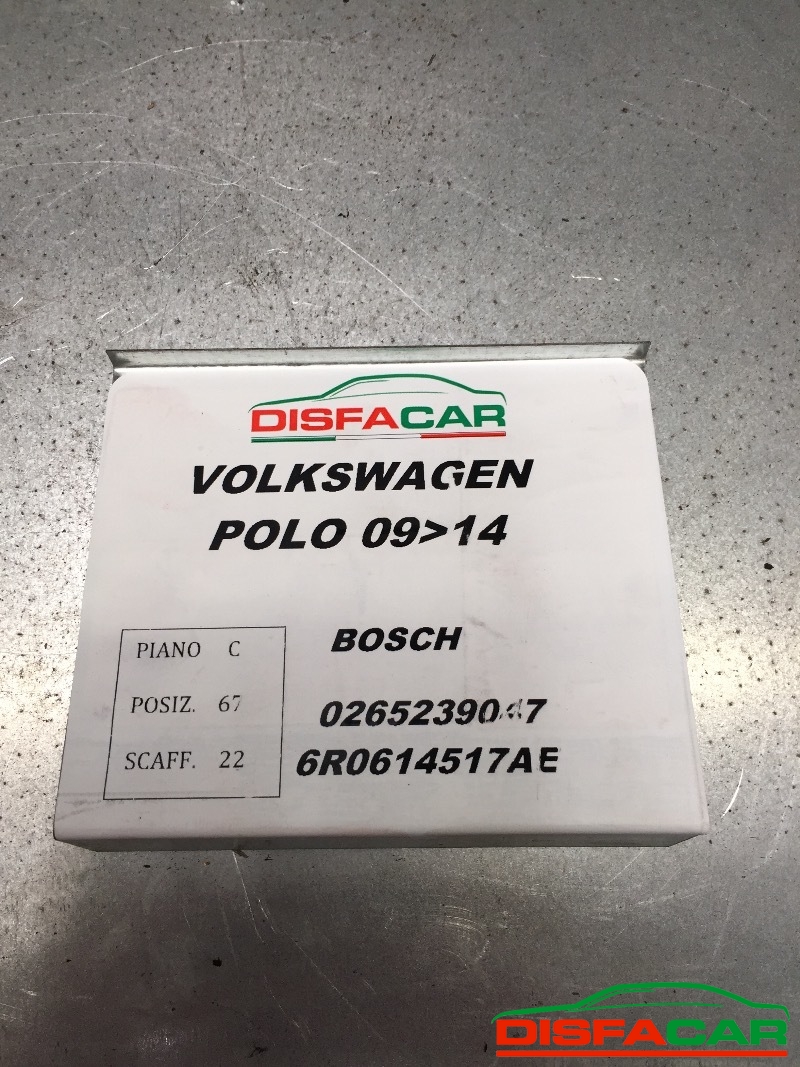 DISFACAR
VOLKSWAGEN
POLO 09>14
PIANO C
POSIZ. 67
SCAFF. 22
BOSCH
0265239047
6R0614517AE
DISFACAR